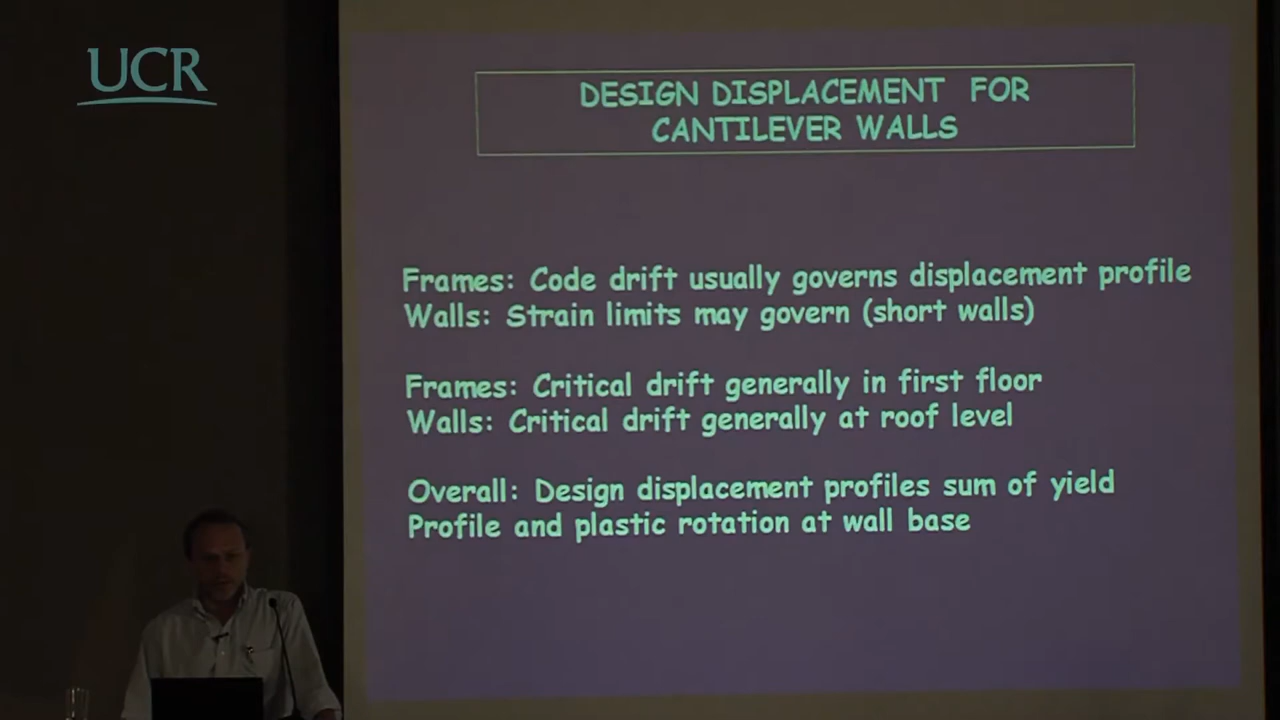 UCR
DESIGN DISPLACEMENT FOR
CANTILEVER WALLS
Frames: Code drift usually governs displacement profile
Walls: Strain limits may govern (short walls)
Frames: Critical drift generally in first floor
Walls: Critical drift generally at roof level
Overall: Design displacement profiles sum of yield
Profile and plastic rotation at wall base